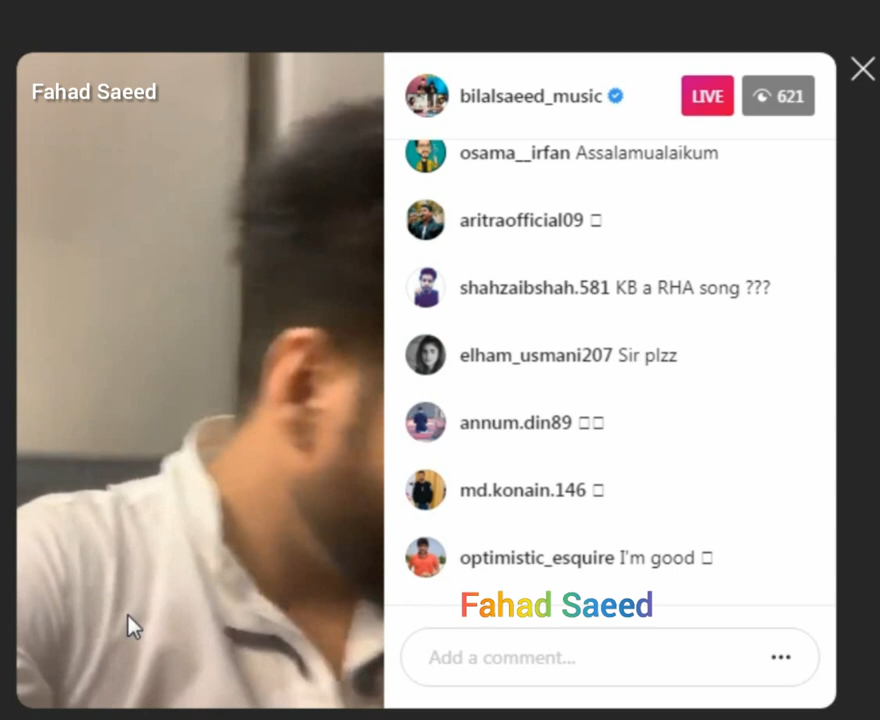 Fahad Saeed
bilalsaeed_music
LIVE
621
osama__irfan Assalamualaikum
aritraofficial09
shahzaibshah.581 KB a RHA song ???
elham_usmani207 Sir plzz
annum.din89
md.konain.146
optimistic_esquire I'm good
Fahad Saeed
Add a comment...